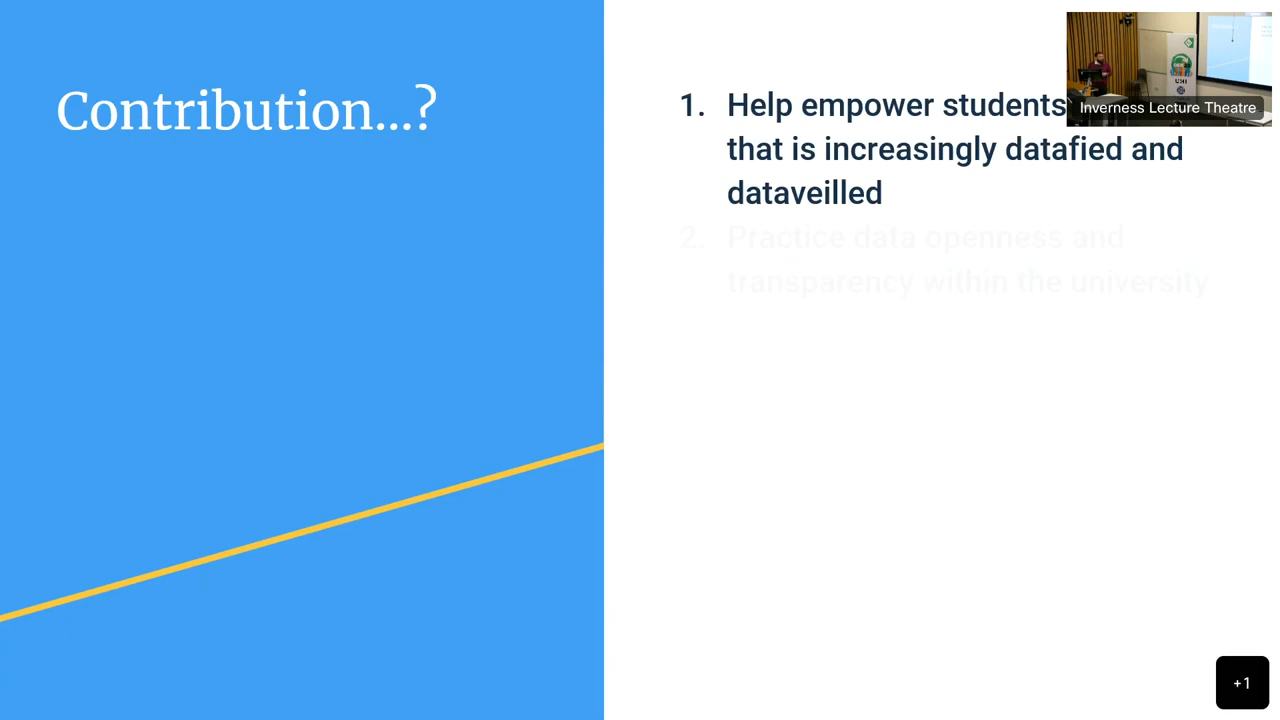 Contribution...?
1. Help empower students
that is increasingly datafied and
dataveilled
2. Practice data openness and
transparency within the university
Inverness Lecture Theatre
UHI
+1